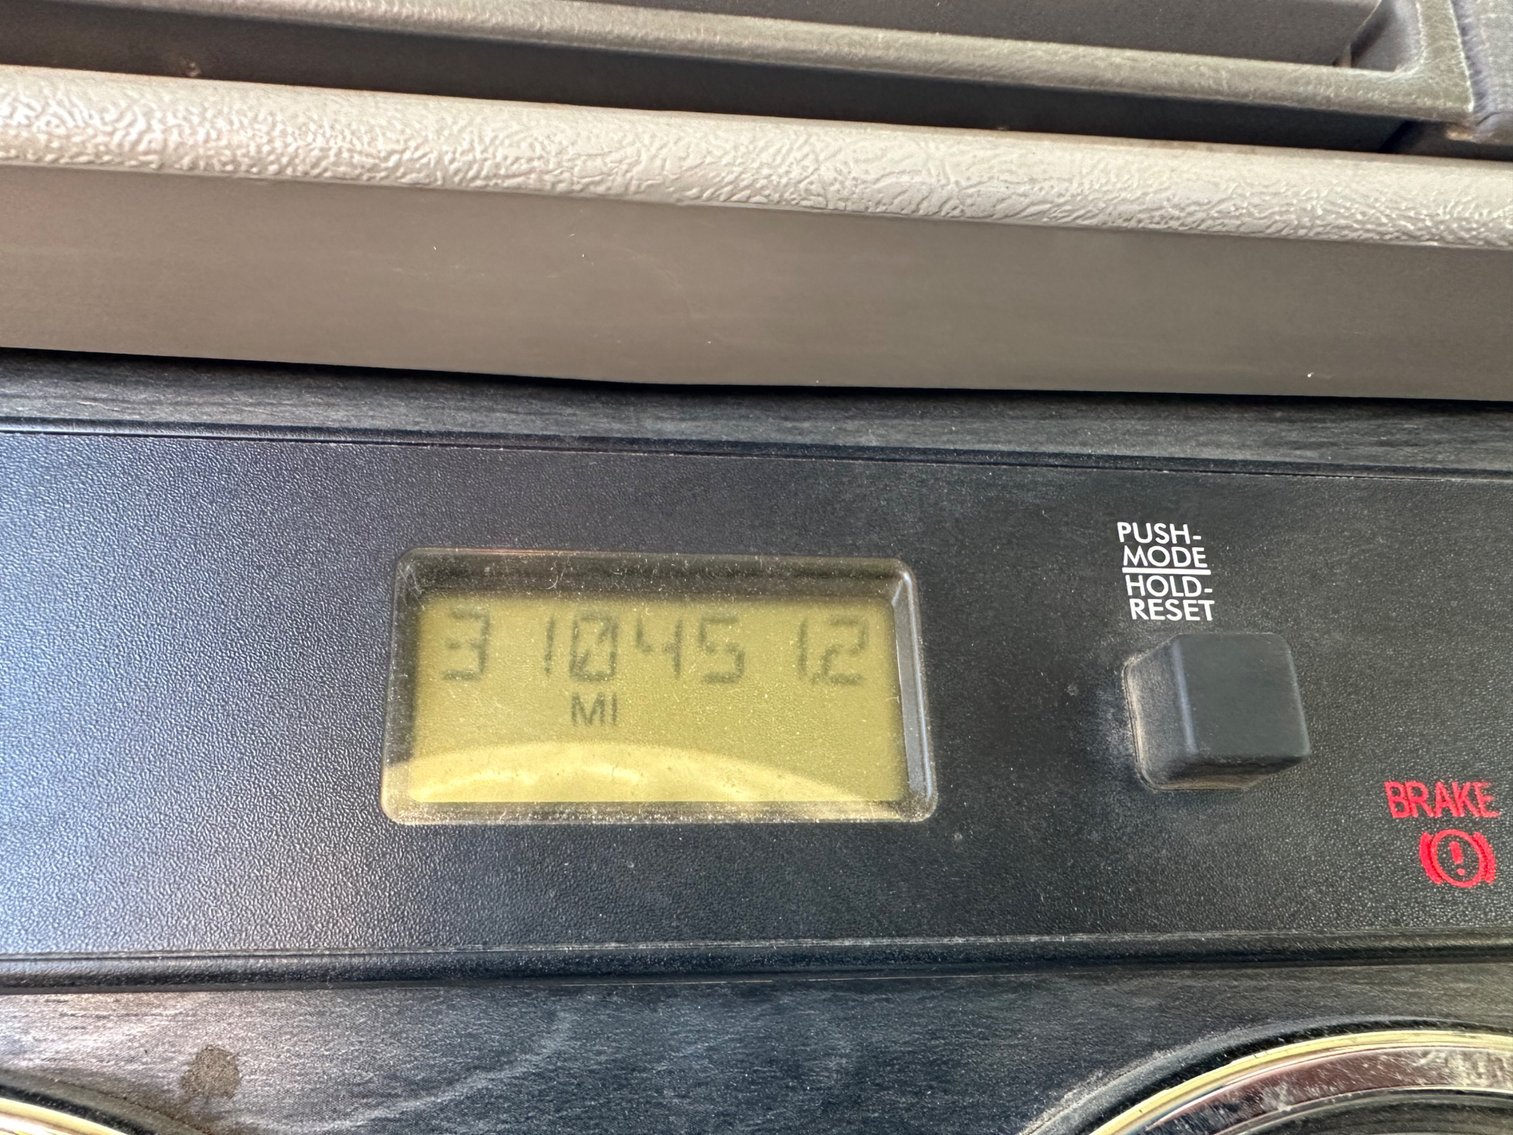 310451.2
MI
PUSH-
MODE
HOLD-
RESET
BRAKE